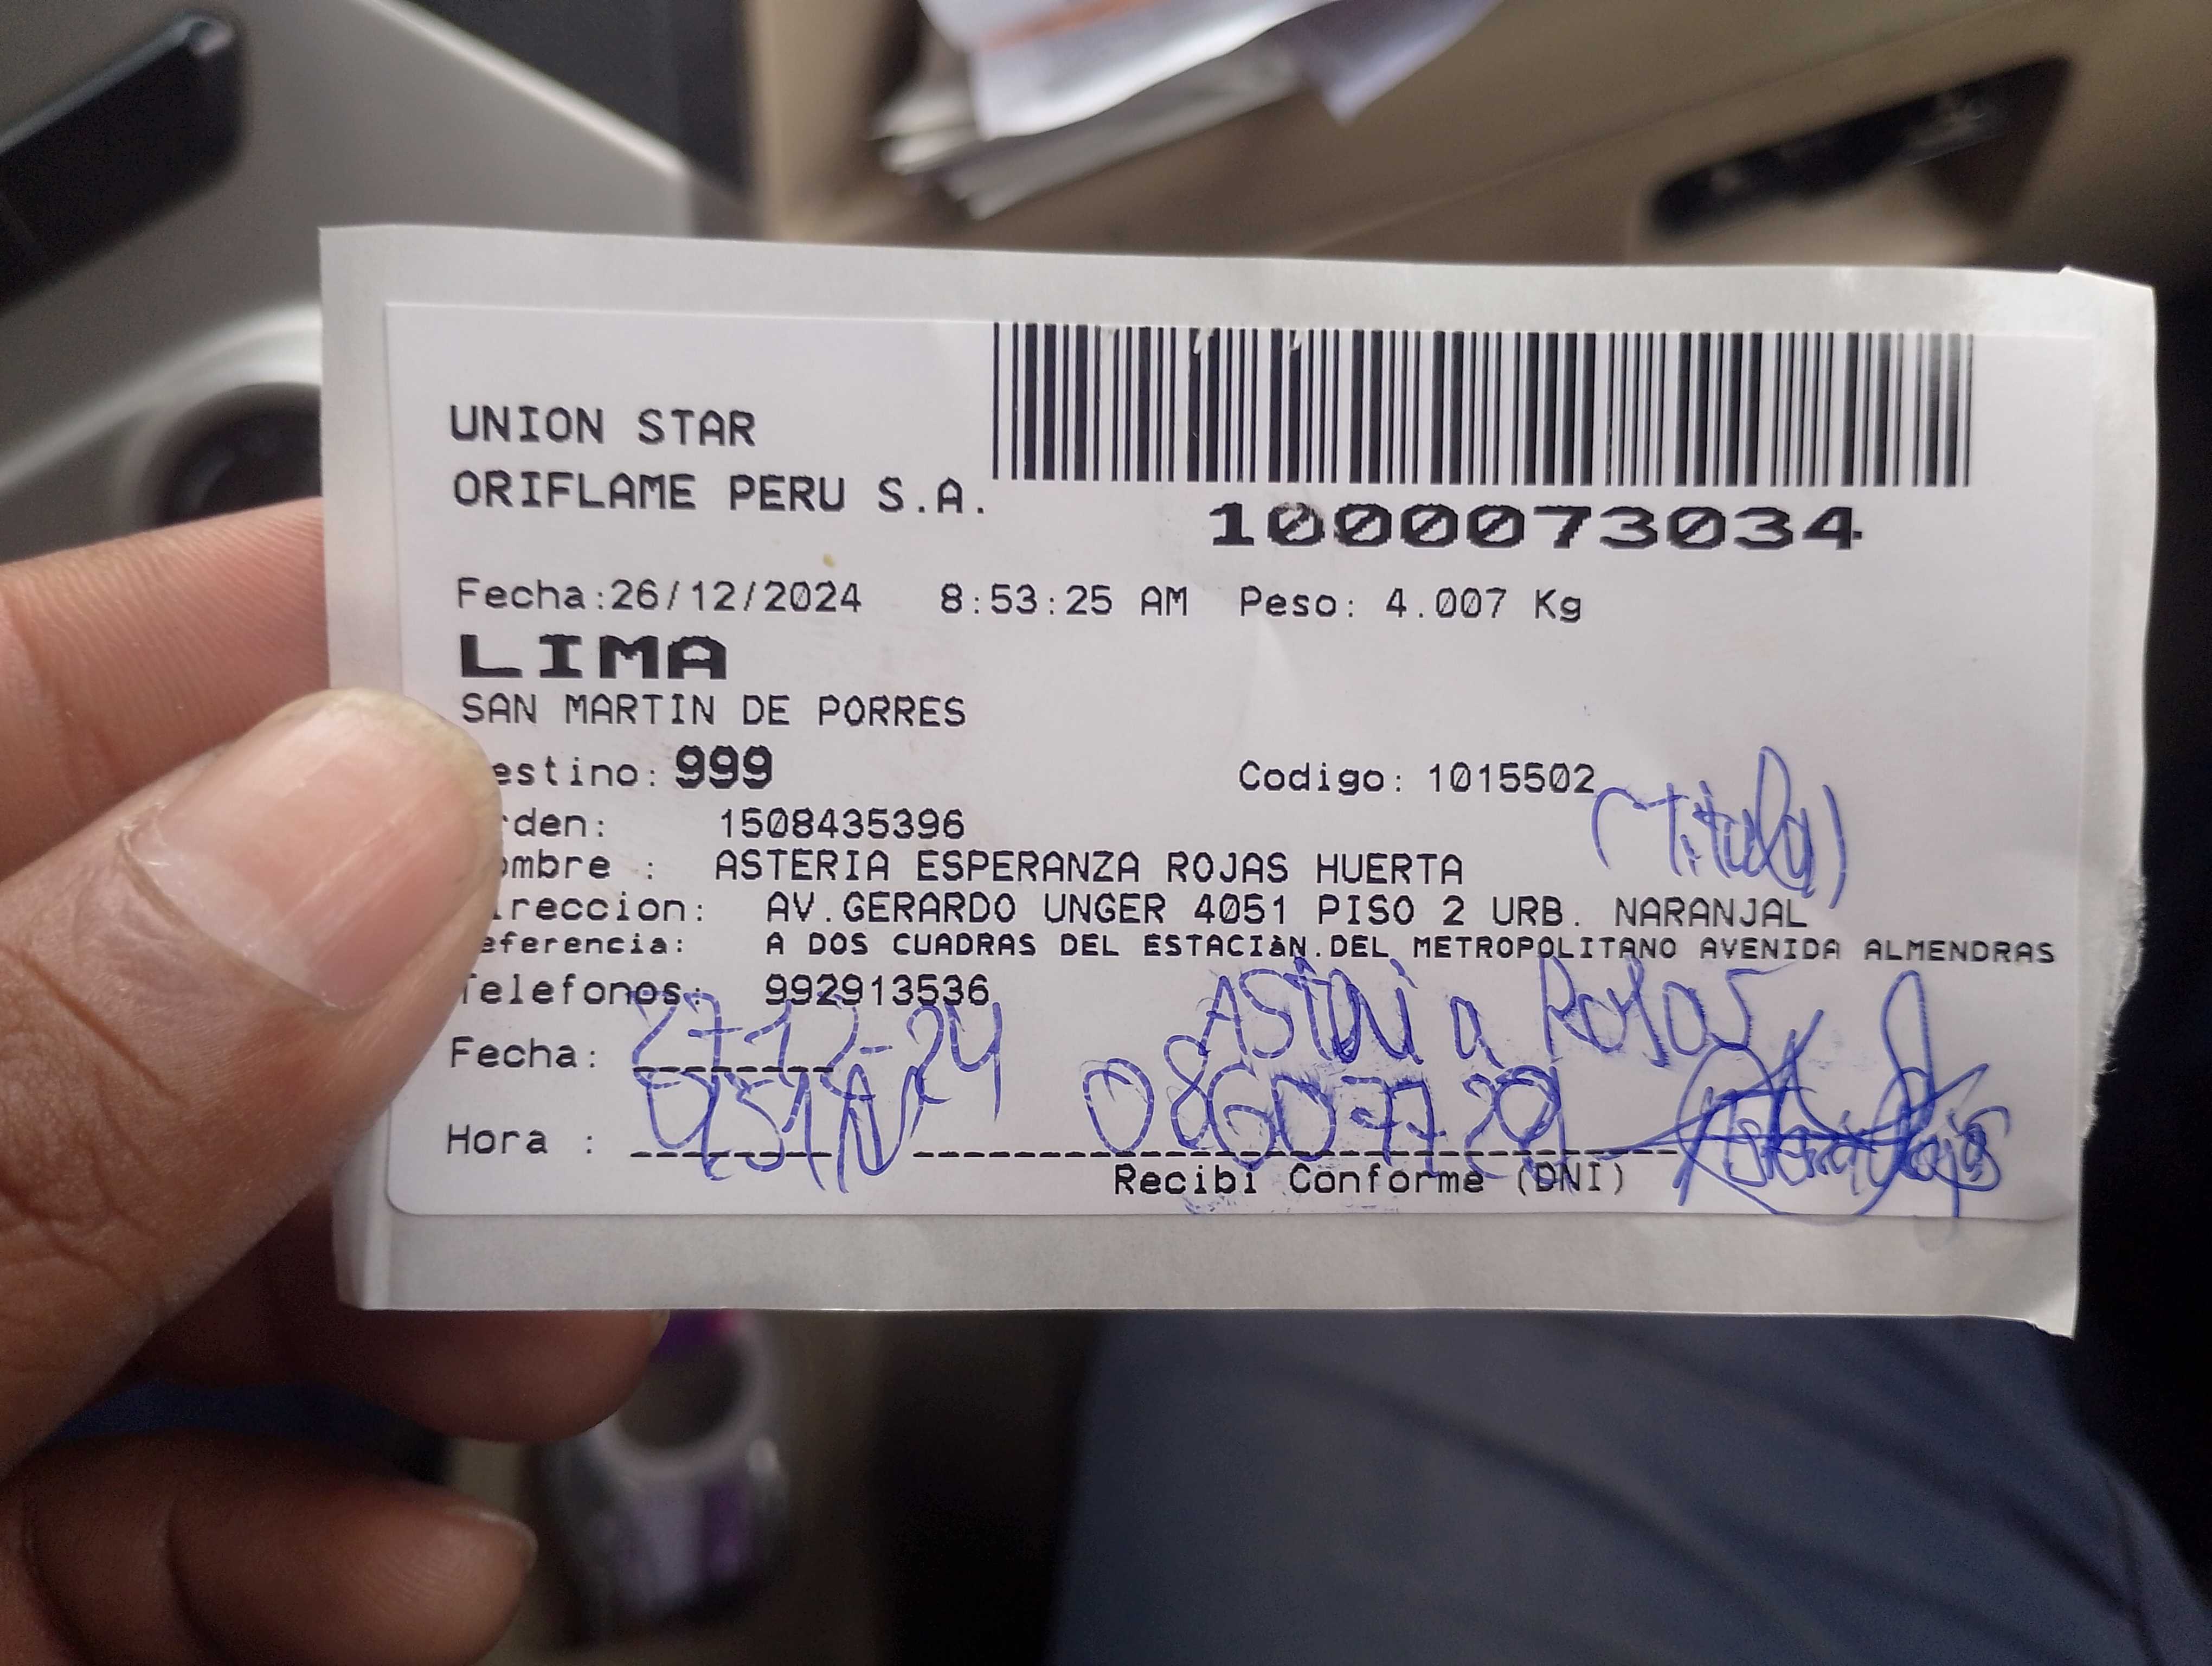 UNION STAR
ORIFLAME PERU S.A.
1000073034
Fecha:26/12/2024 8:53:25 AM Peso: 4.007 Kg
LIMA
SAN MARTIN DE PORRES
estino: 999 Codigo: 1015502
(Titular)
rden: 1508435396
ombre : ASTERIA ESPERANZA ROJAS HUERTA
ireccion: AV.GERARDO UNGER 4051 PISO 2 URB. NARANJAL
eferencia: A DOS CUADRAS DEL ESTACIàN.DEL METROPOLITANO AVENIDA ALMENDRAS
Telefonos: 992913536
Fecha: 27-12-24 Rojas
Hora :
Recibi Conforme (DNI)